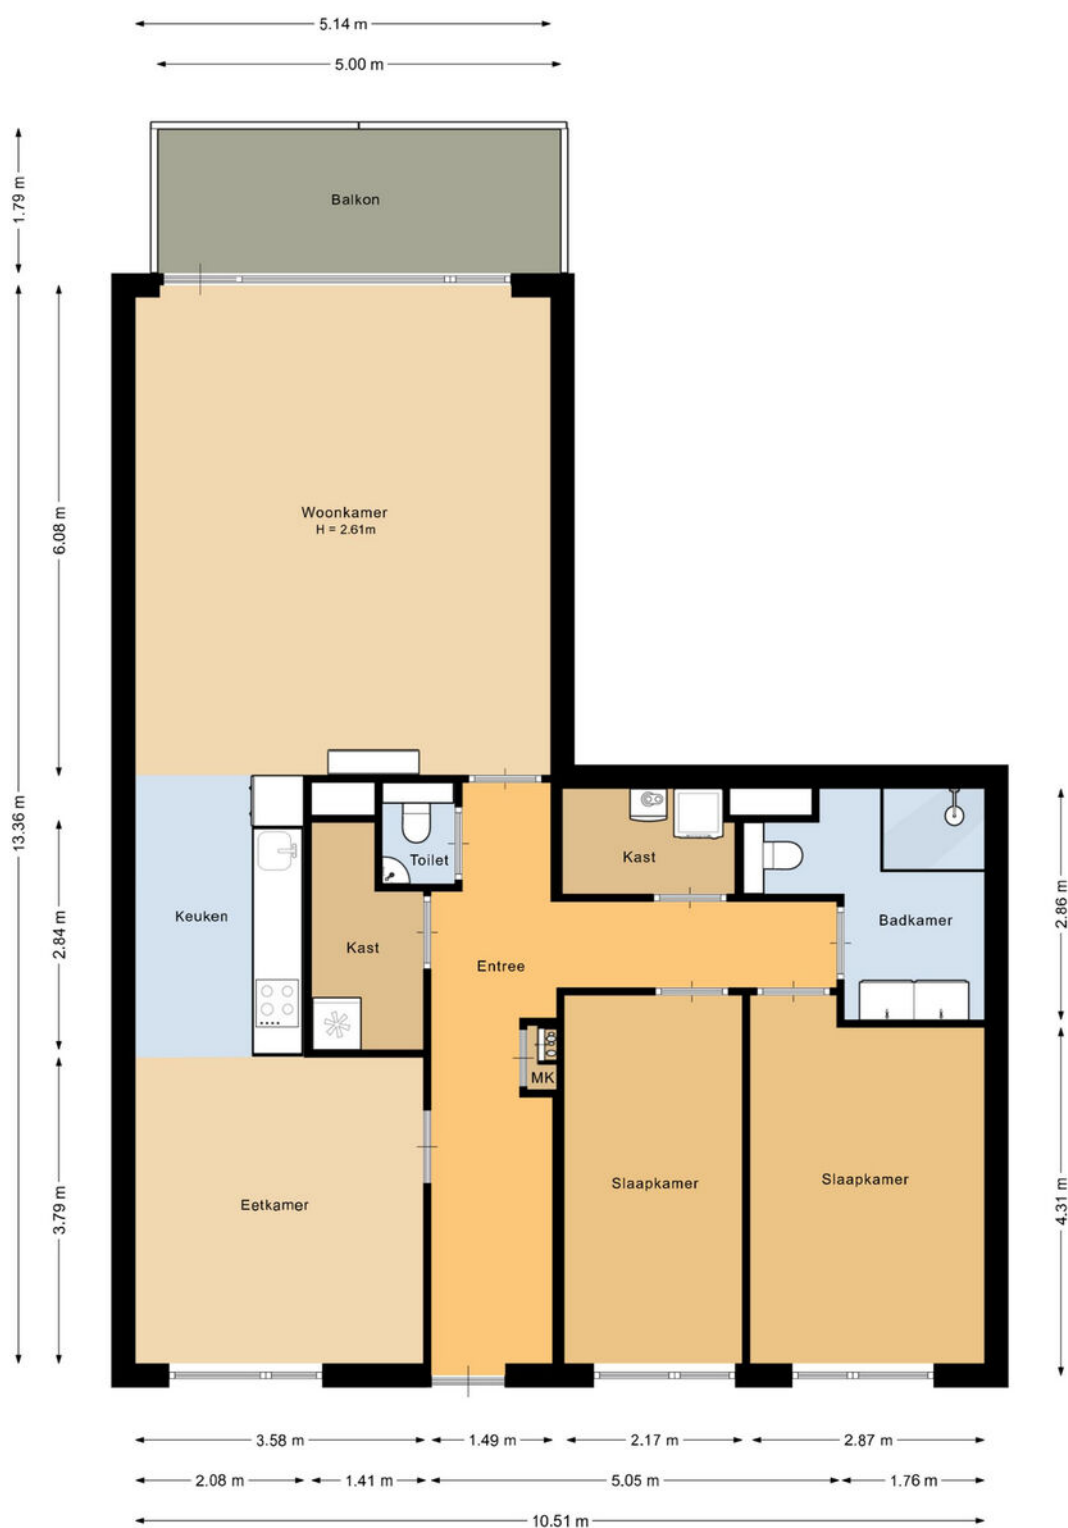 5.14 m
5.00 m
1.79 m
Balkon
Woonkamer
H = 2.61m
6.08 m
13.36 m
Toilet
Kast
Keuken
Kast
Badkamer
2.84 m
2.86 m
Entree
MK
Slaapkamer
Slaapkamer
Eetkamer
3.79 m
4.31 m
3.58 m
1.49 m
2.17 m
2.87 m
2.08 m
1.41 m
5.05 m
1.76 m
10.51 m